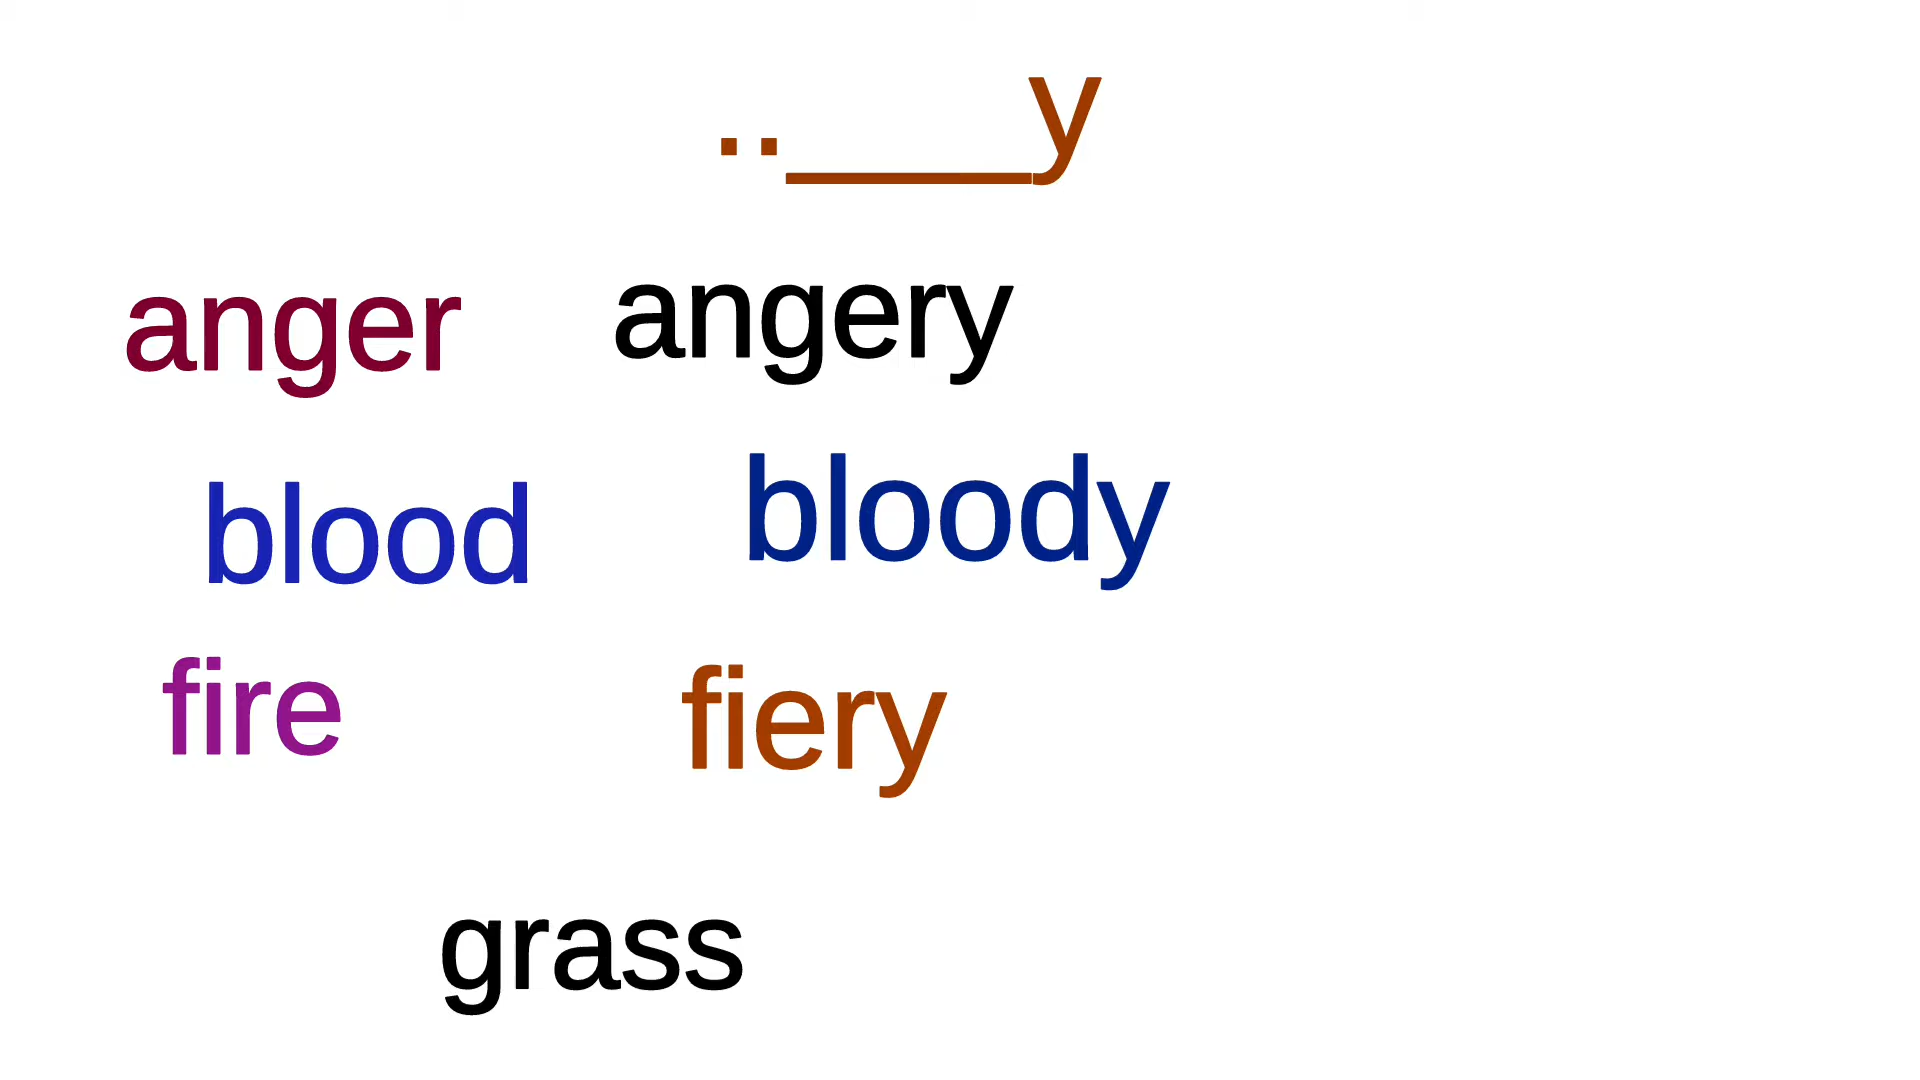 ..____y
anger angery
blood bloody
fire fiery
grass